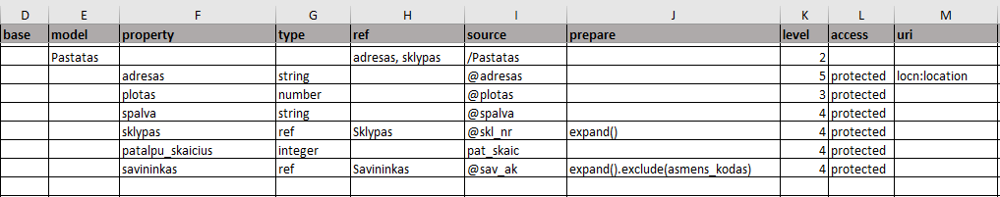 D E F G H I J K L M
base model property type ref source prepare level access uri
Pastatas adresas, sklypas /Pastatas 2
adresas string @adresas 5 protected locn:location
plotas number @plotas 3 protected
spalva string @spalva 4 protected
sklypas ref Sklypas @skl_nr expand() 4 protected
patalpu_skaicius integer pat_skaic 4 protected
savininkas ref Savininkas @sav_ak expand().exclude(asmens_kodas) 4 protected